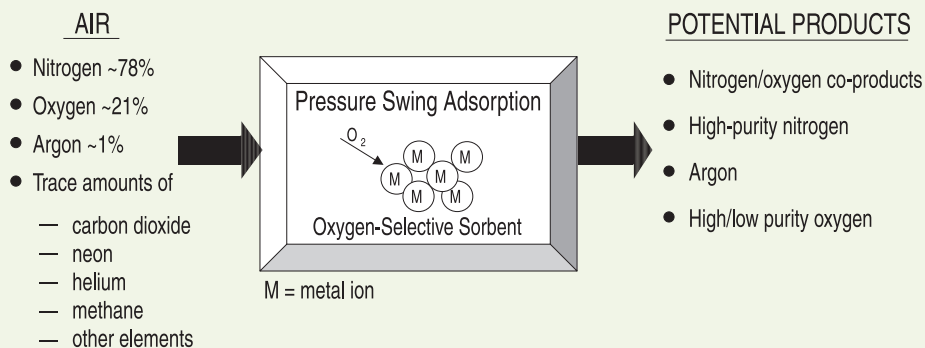 AIR
● Nitrogen ~78%
● Oxygen ~21%
● Argon ~1%
● Trace amounts of
— carbon dioxide
— neon
— helium
— methane
— other elements
Pressure Swing Adsorption
O2
M
M
M
M
M
M
M
Oxygen-Selective Sorbent
M = metal ion
POTENTIAL PRODUCTS
● Nitrogen/oxygen co-products
● High-purity nitrogen
● Argon
● High/low purity oxygen